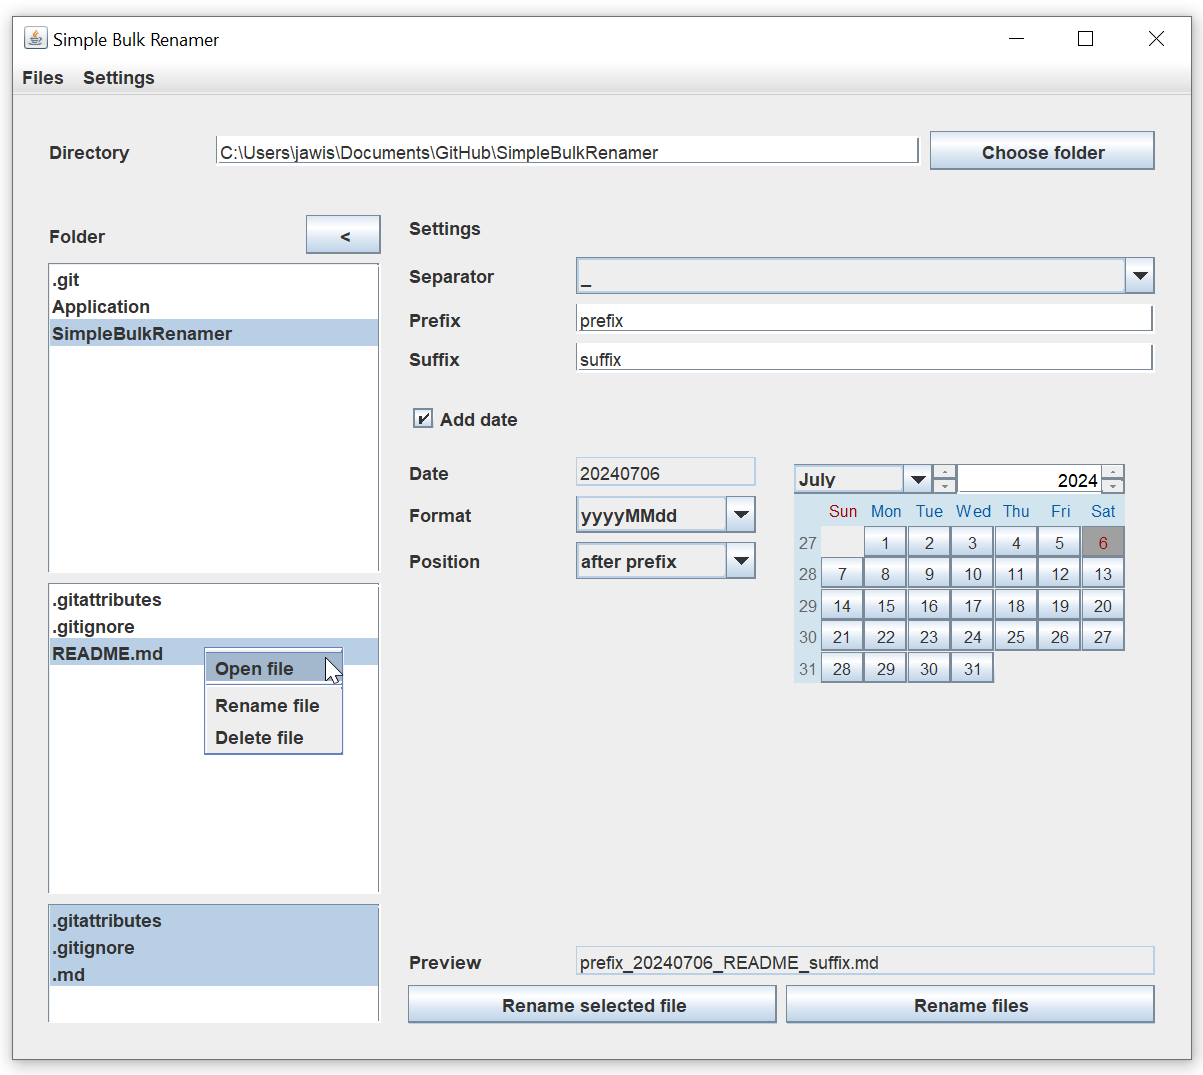 Simple Bulk Renamer
Files Settings
Directory C:\Users\jawis\Documents\GitHub\SimpleBulkRenamer Choose folder
Folder <
.git
Application
SimpleBulkRenamer
.gitattributes
.gitignore
README.md
Open file
Rename file
Delete file
.gitattributes
.gitignore
.md
Settings
Separator _
Prefix prefix
Suffix suffix
Add date
Date 20240706
Format yyyyMMdd
Position after prefix
July 2024
Sun Mon Tue Wed Thu Fri Sat
27 1 2 3 4 5 6
28 7 8 9 10 11 12 13
29 14 15 16 17 18 19 20
30 21 22 23 24 25 26 27
31 28 29 30 31
Preview prefix_20240706_README_suffix.md
Rename selected file Rename files